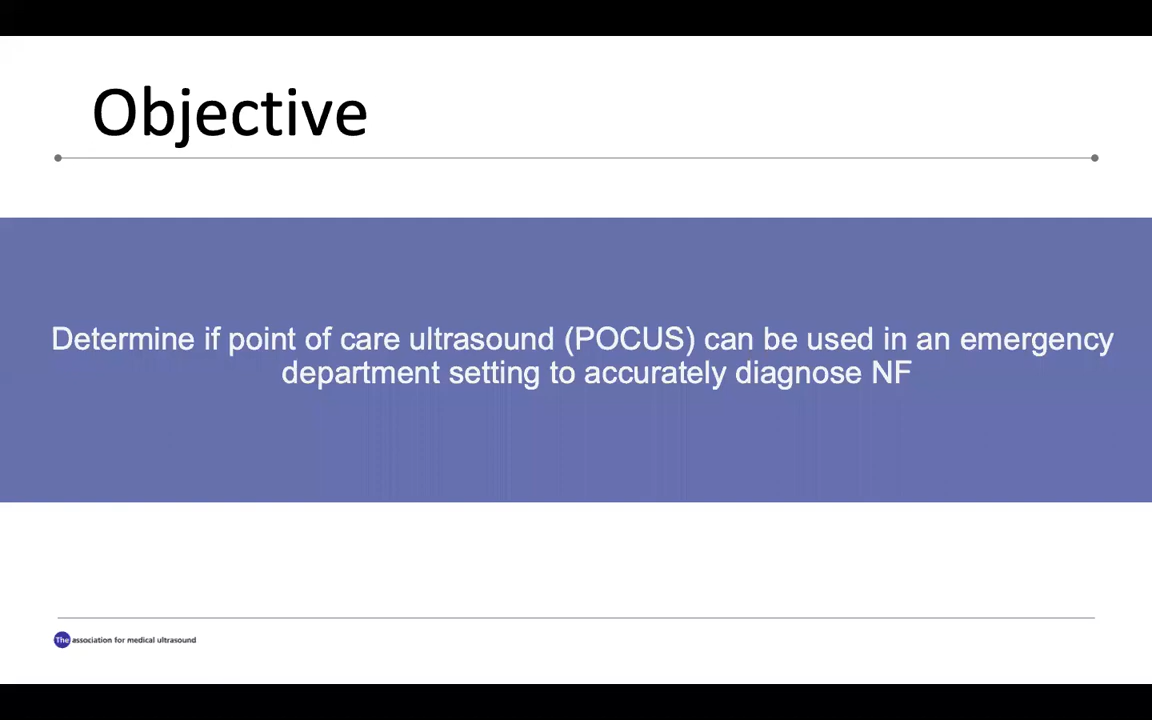 Objective
Determine if point of care ultrasound (POCUS) can be used in an emergency
department setting to accurately diagnose NF
The association for medical ultrasound